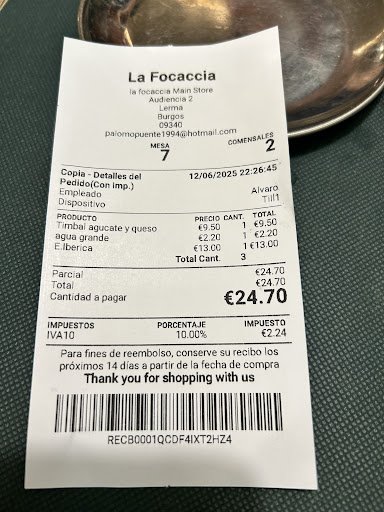 La Focaccia
la focaccia Main Store
Audiencia 2
Lerma
Burgos
09340
palomopuente1994@hotmail.com
MESA COMENSALES
7 2
Copia - Detalles del Pedido(Con imp.) 12/06/2025 22:26:45
Empleado Alvaro
Dispositivo Till1
PRODUCTO PRECIO CANT. TOTAL
Timbal agucate y queso €9.50 1 €9.50
agua grande €2.20 1 €2.20
E.Iberica €13.00 1 €13.00
Total Cant. 3
Parcial €24.70
Total €24.70
Cantidad a pagar €24.70
IMPUESTOS PORCENTAJE IMPUESTO
IVA10 10.00% €2.24
Para fines de reembolso, conserve su recibo los
próximos 14 días a partir de la fecha de compra
Thank you for shopping with us
RECB0001QCDF4IXT2HZ4